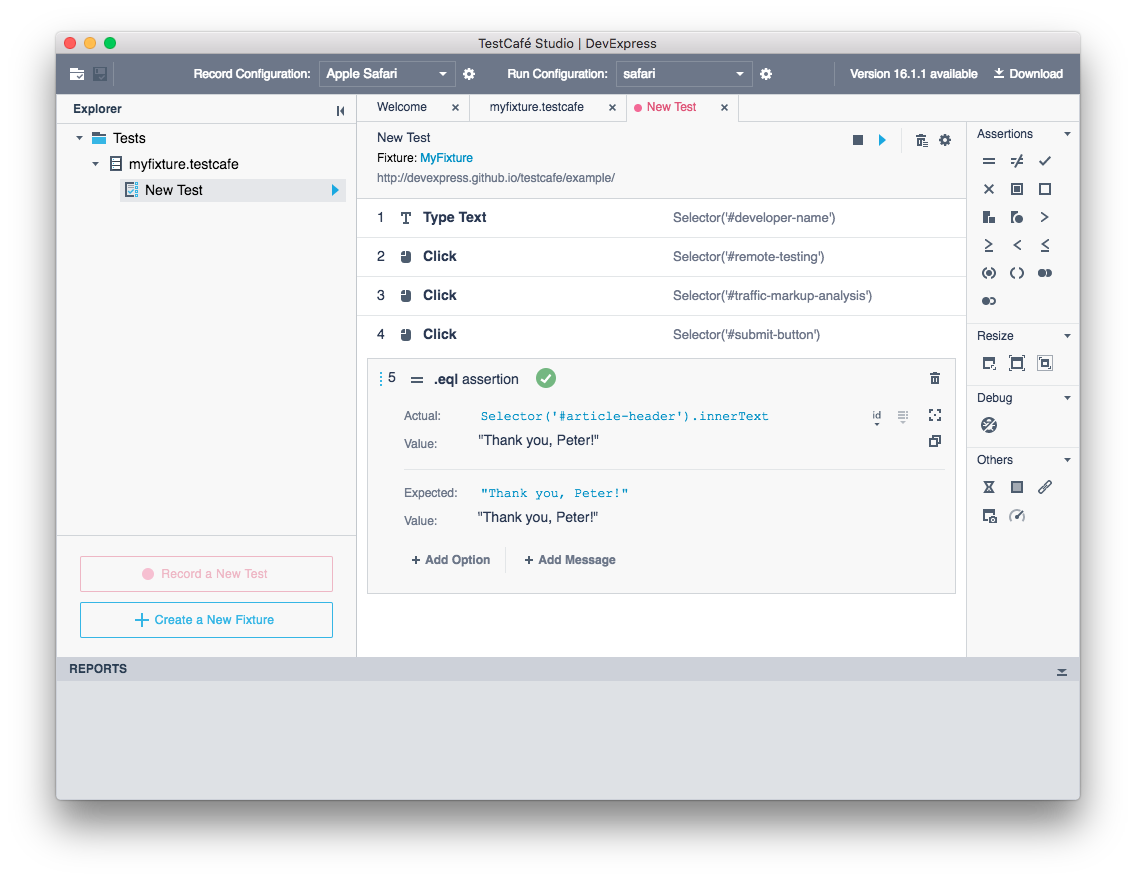 TestCafé Studio | DevExpress
Record Configuration: Apple Safari Run Configuration: safari Version 16.1.1 available Download
Explorer
Welcome myfixture.testcafe New Test
Tests
myfixture.testcafe
New Test
New Test
Fixture: MyFixture
http://devexpress.github.io/testcafe/example/
1 Type Text Selector('#developer-name')
2 Click Selector('#remote-testing')
3 Click Selector('#traffic-markup-analysis')
4 Click Selector('#submit-button')
5 .eql assertion
Actual: Selector('#article-header').innerText id
Value: "Thank you, Peter!"
Expected: "Thank you, Peter!"
Value: "Thank you, Peter!"
+ Add Option + Add Message
Assertions
Resize
Debug
Others
Record a New Test
Create a New Fixture
REPORTS